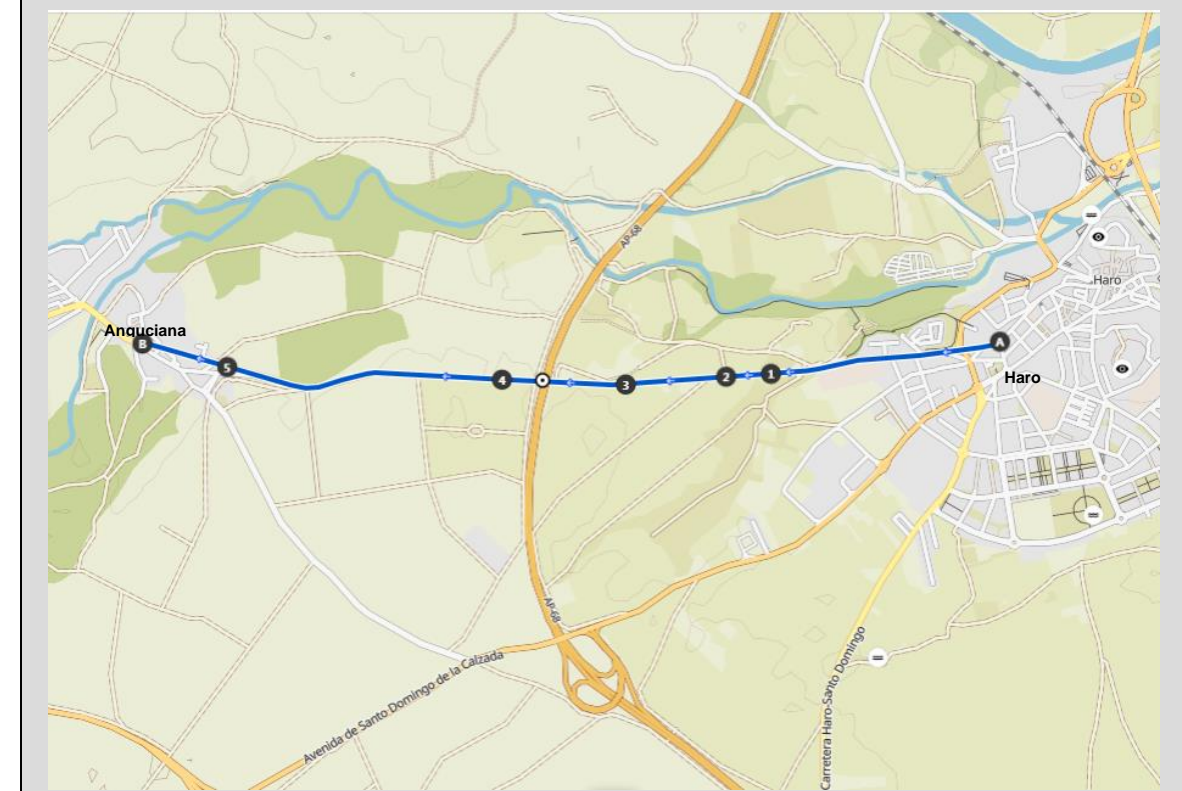 AP-68
Haro
Anguciana
B
5
4
3
2
1
A
Haro
AP-68
Avenida de Santo Domingo de la Calzada
Carretera Haro-Santo Domingo